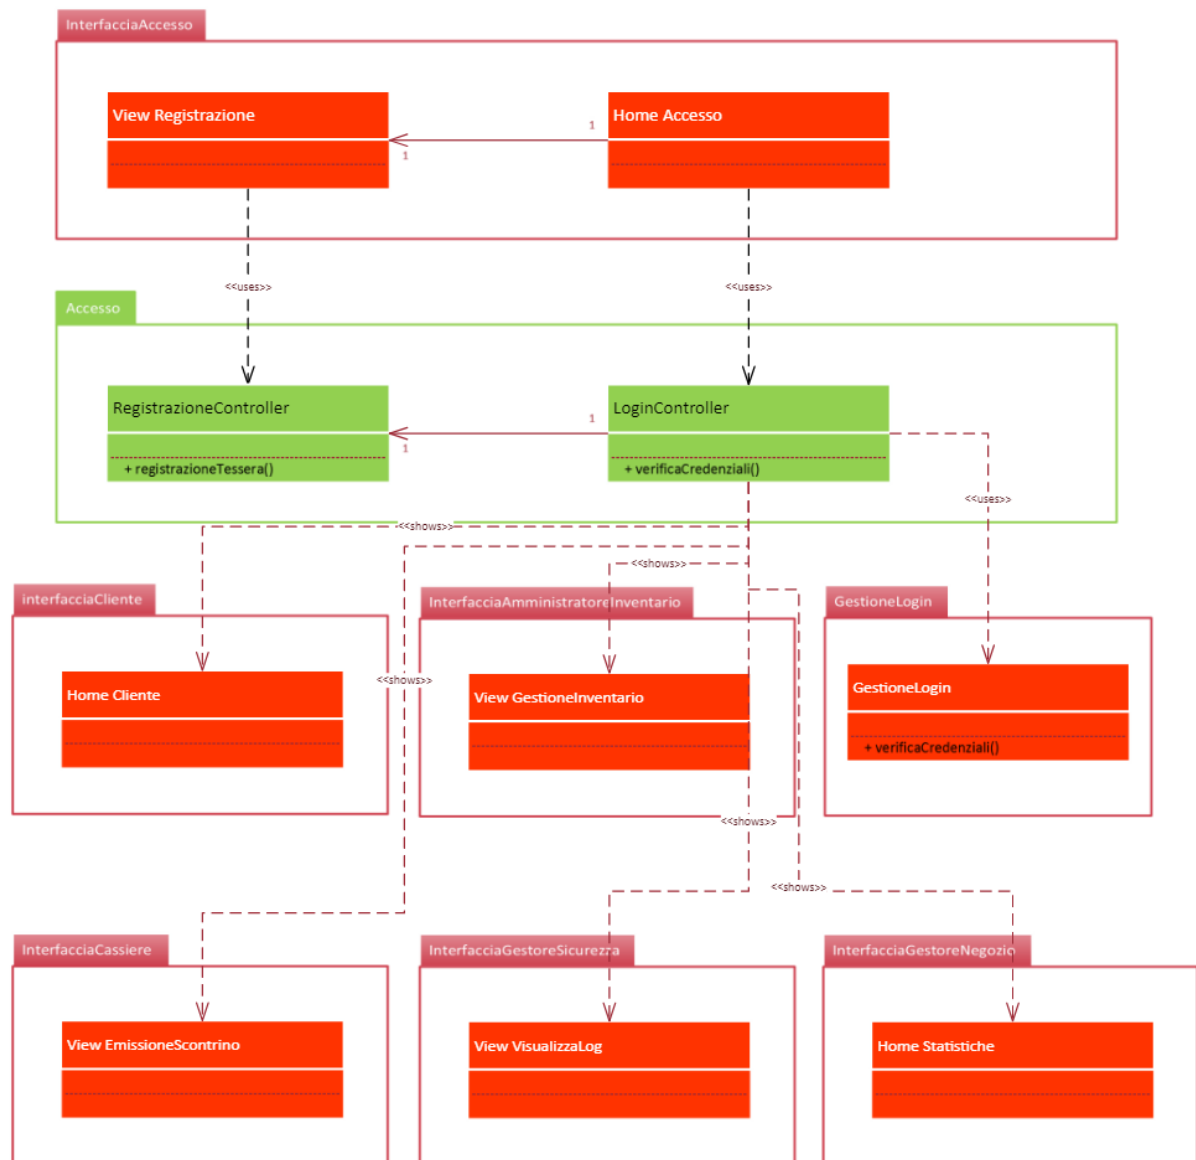 InterfacciaAccesso
View Registrazione
Home Accesso
1
1
<<uses>>
<<uses>>
Accesso
RegistrazioneController
+ registrazioneTessera()
LoginController
+ verificaCredenziali()
1
1
<<uses>>
<<shows>>
<<shows>>
interfacciaCliente
Home Cliente
<<shows>>
InterfacciaAmministratoreInventario
View GestioneInventario
GestioneLogin
GestioneLogin
+ verificaCredenziali()
<<shows>>
<<shows>>
InterfacciaCassiere
View EmissioneScontrino
InterfacciaGestoreSicurezza
View VisualizzaLog
InterfacciaGestoreNegozio
Home Statistiche